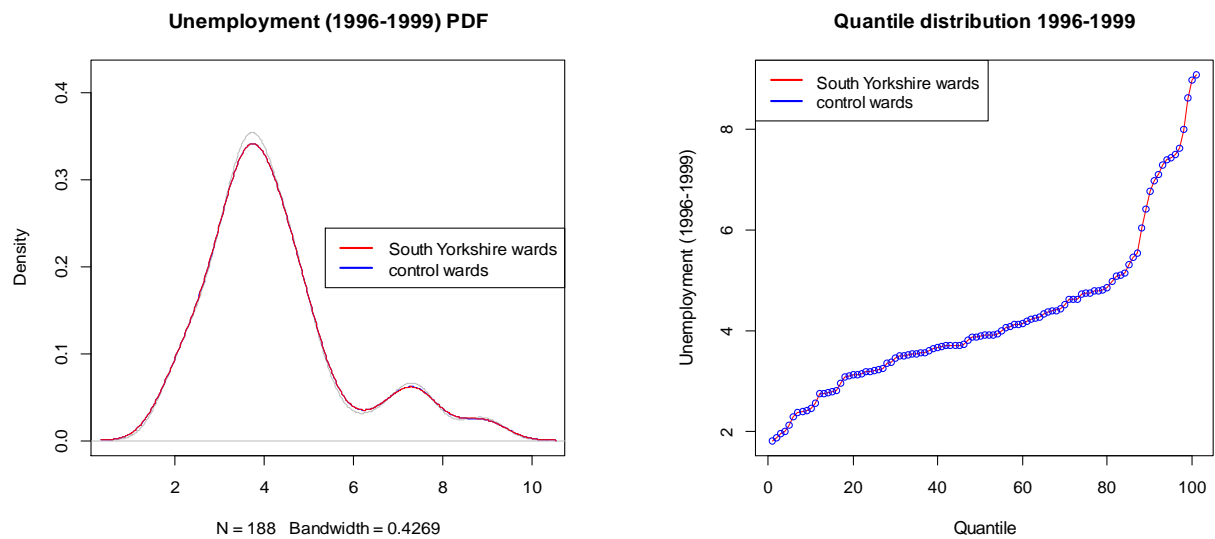 Unemployment (1996-1999) PDF
Density
0.0 0.1 0.2 0.3 0.4
South Yorkshire wards
control wards
2 4 6 8 10
N = 188 Bandwidth = 0.4269
Quantile distribution 1996-1999
Unemployment (1996-1999)
2 4 6 8
South Yorkshire wards
control wards
0 20 40 60 80 100
Quantile